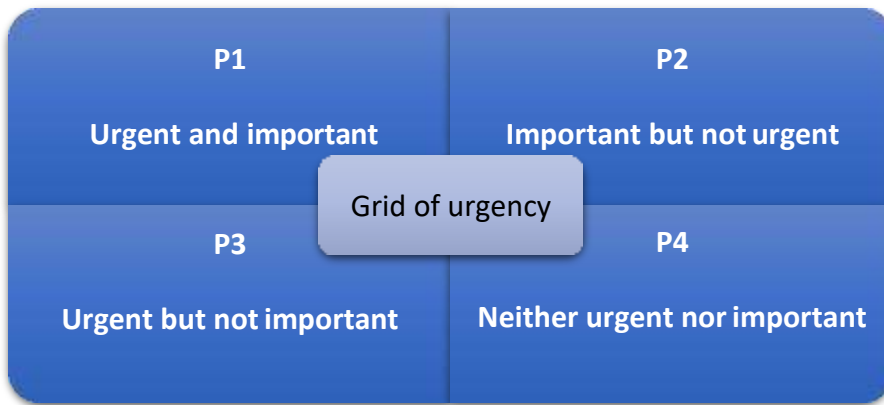 P1
Urgent and important
P2
Important but not urgent
Grid of urgency
P3
Urgent but not important
P4
Neither urgent nor important